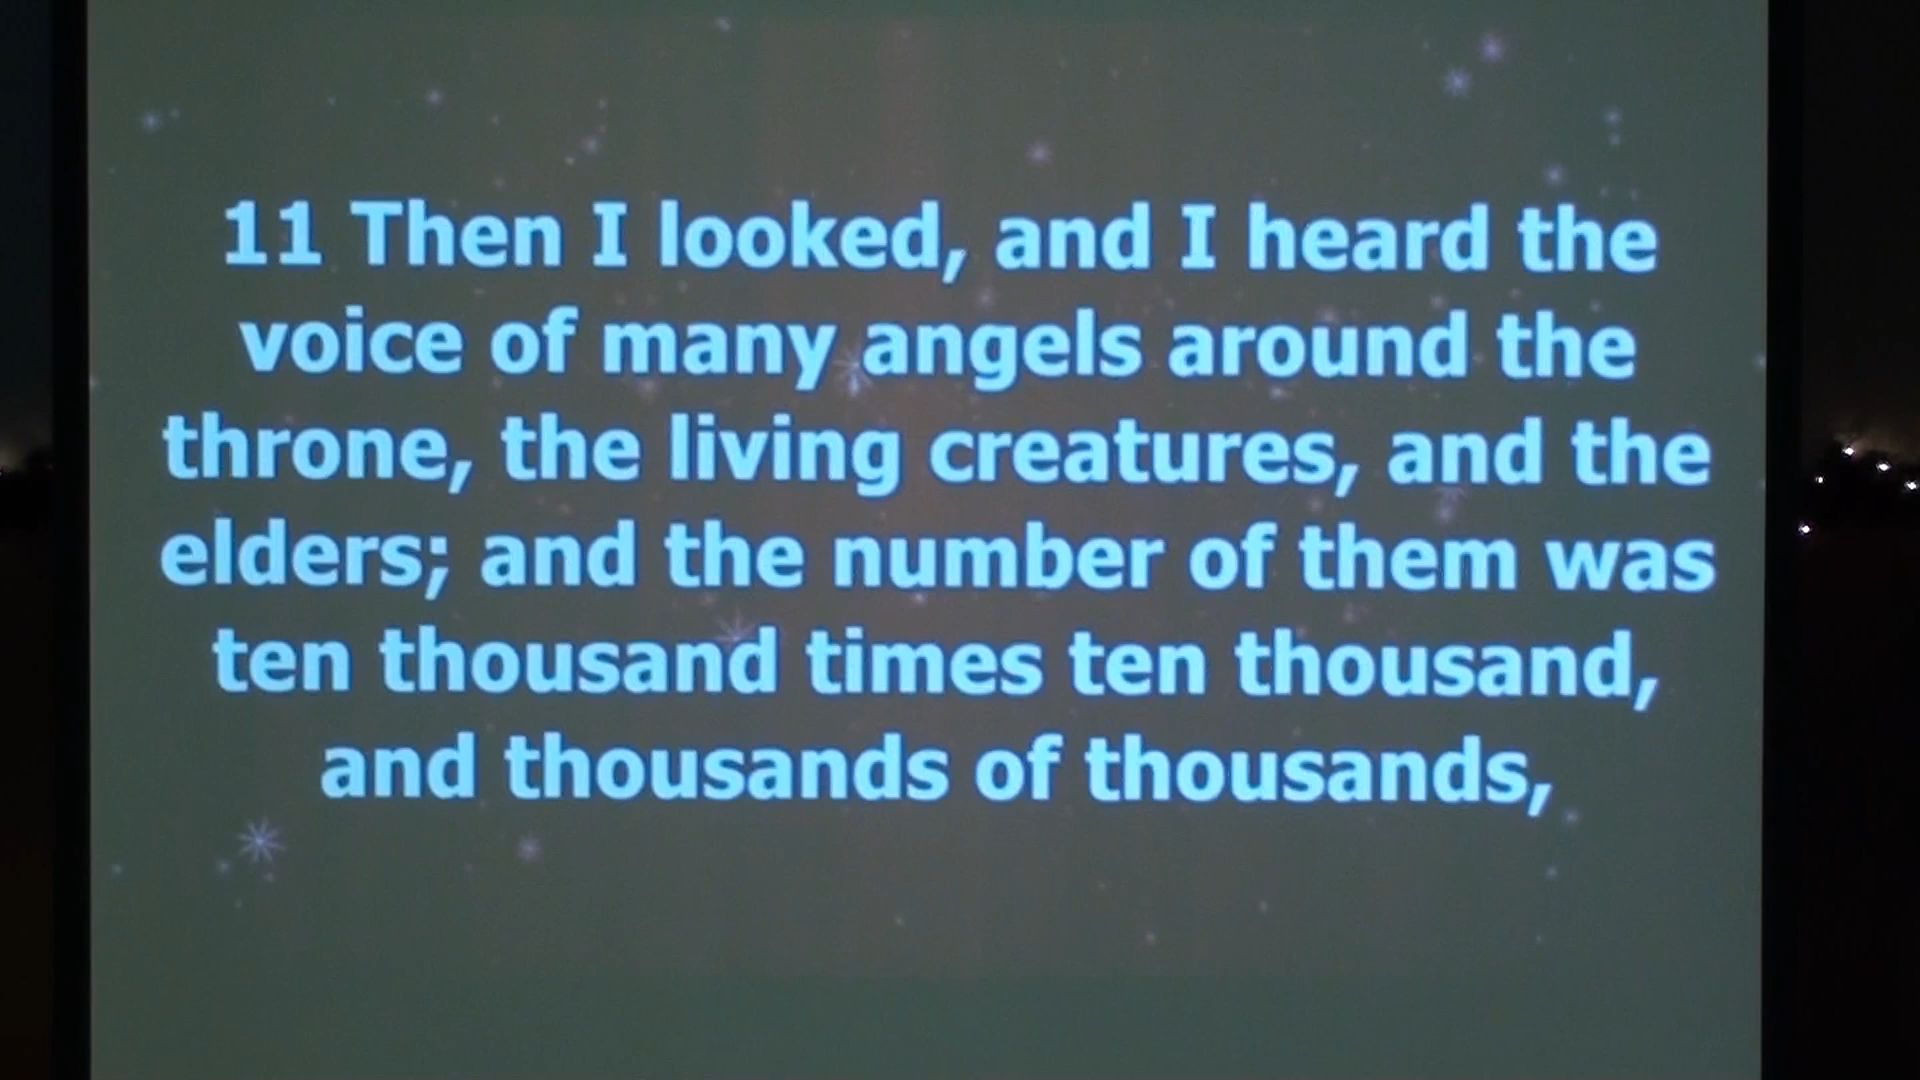 11 Then I looked, and I heard the
voice of many angels around the
throne, the living creatures, and the
elders; and the number of them was
ten thousand times ten thousand,
and thousands of thousands,